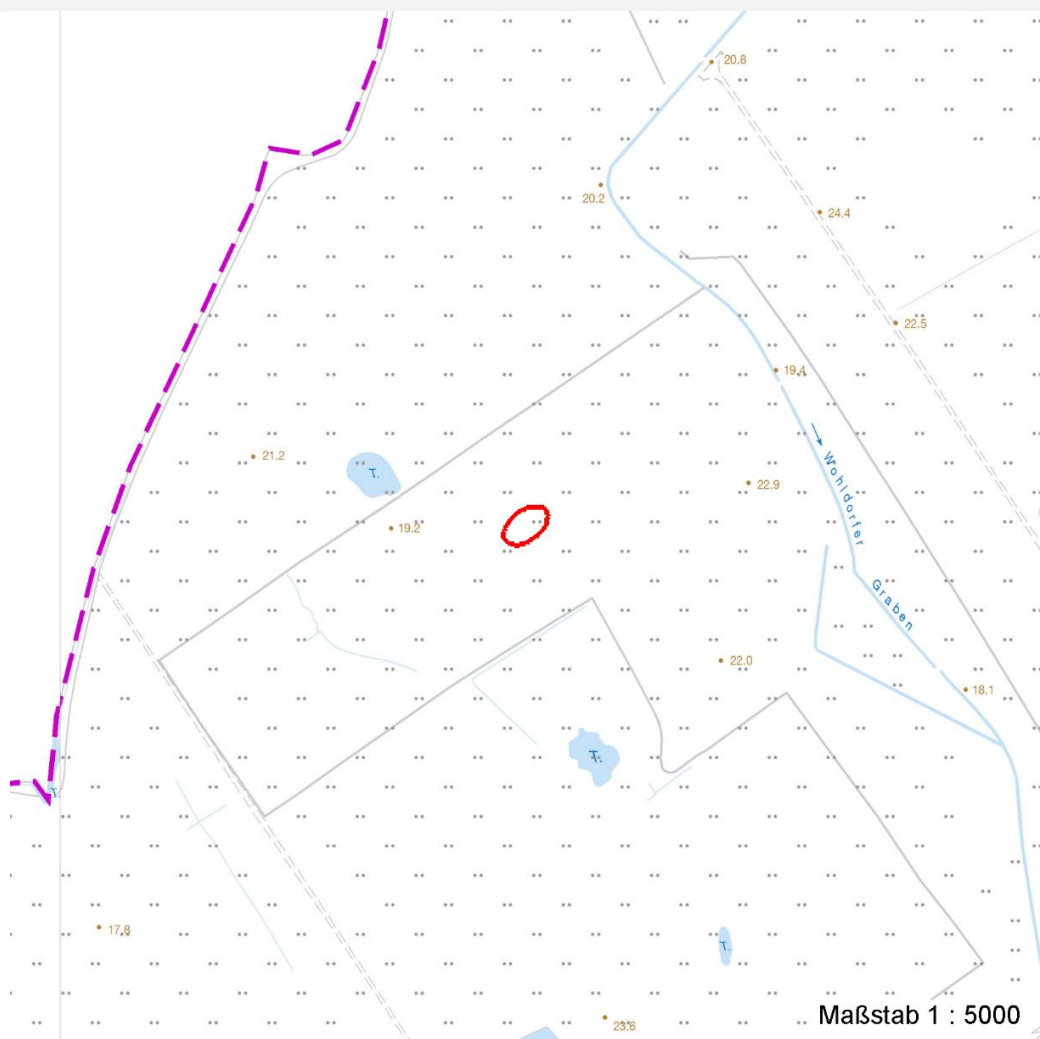 20.8
20.2
24.4
22.5
19.4
21.2
T.
22.9
Wohldorfer
Graben
19.2
22.0
18.1
T.
T.
17.8
T.
23.6
Maßstab 1 : 5000